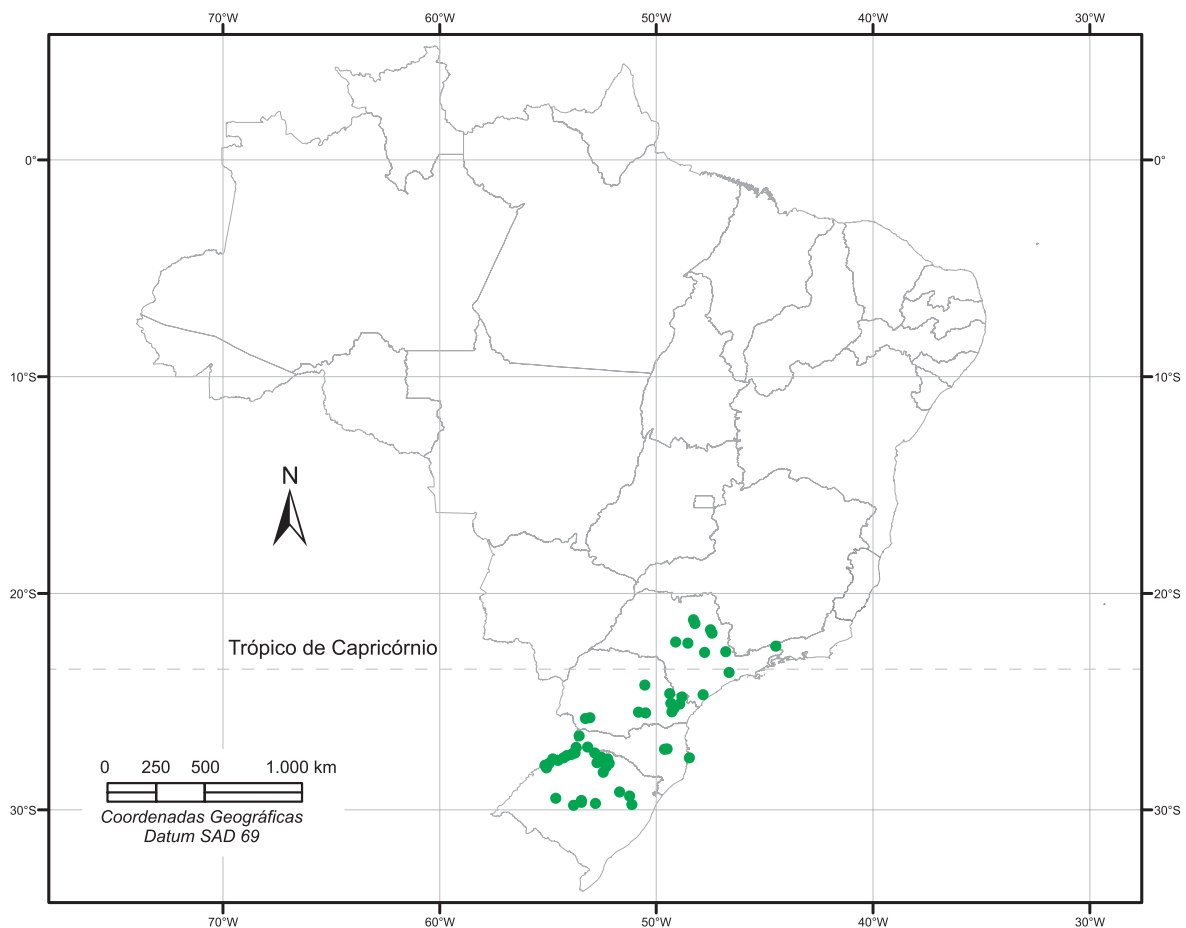 70°W 60°W 50°W 40°W 30°W
0° 0°
10°S 10°S
N
20°S 20°S
Trópico de Capricórnio
0 250 500 1.000 km
30°S 30°S
Coordenadas Geográficas
Datum SAD 69
70°W 60°W 50°W 40°W 30°W